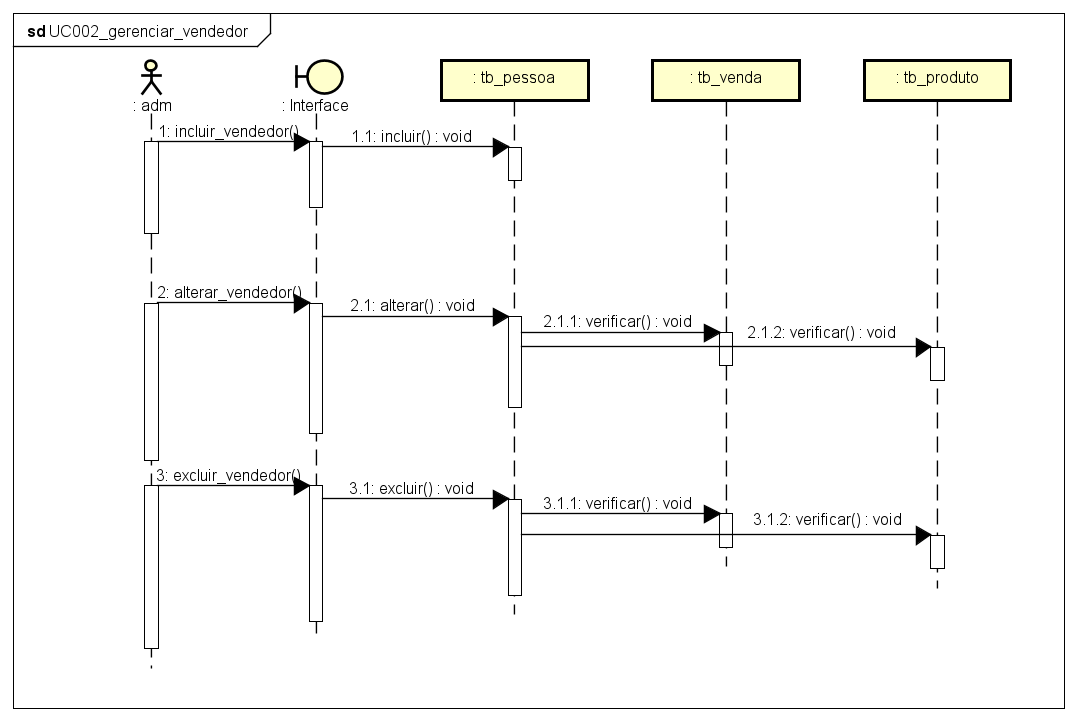 sd UC002_gerenciar_vendedor
: adm
: Interface
: tb_pessoa
: tb_venda
: tb_produto
1: incluir_vendedor()
1.1: incluir() : void
2: alterar_vendedor()
2.1: alterar() : void
2.1.1: verificar() : void
2.1.2: verificar() : void
3: excluir_vendedor()
3.1: excluir() : void
3.1.1: verificar() : void
3.1.2: verificar() : void